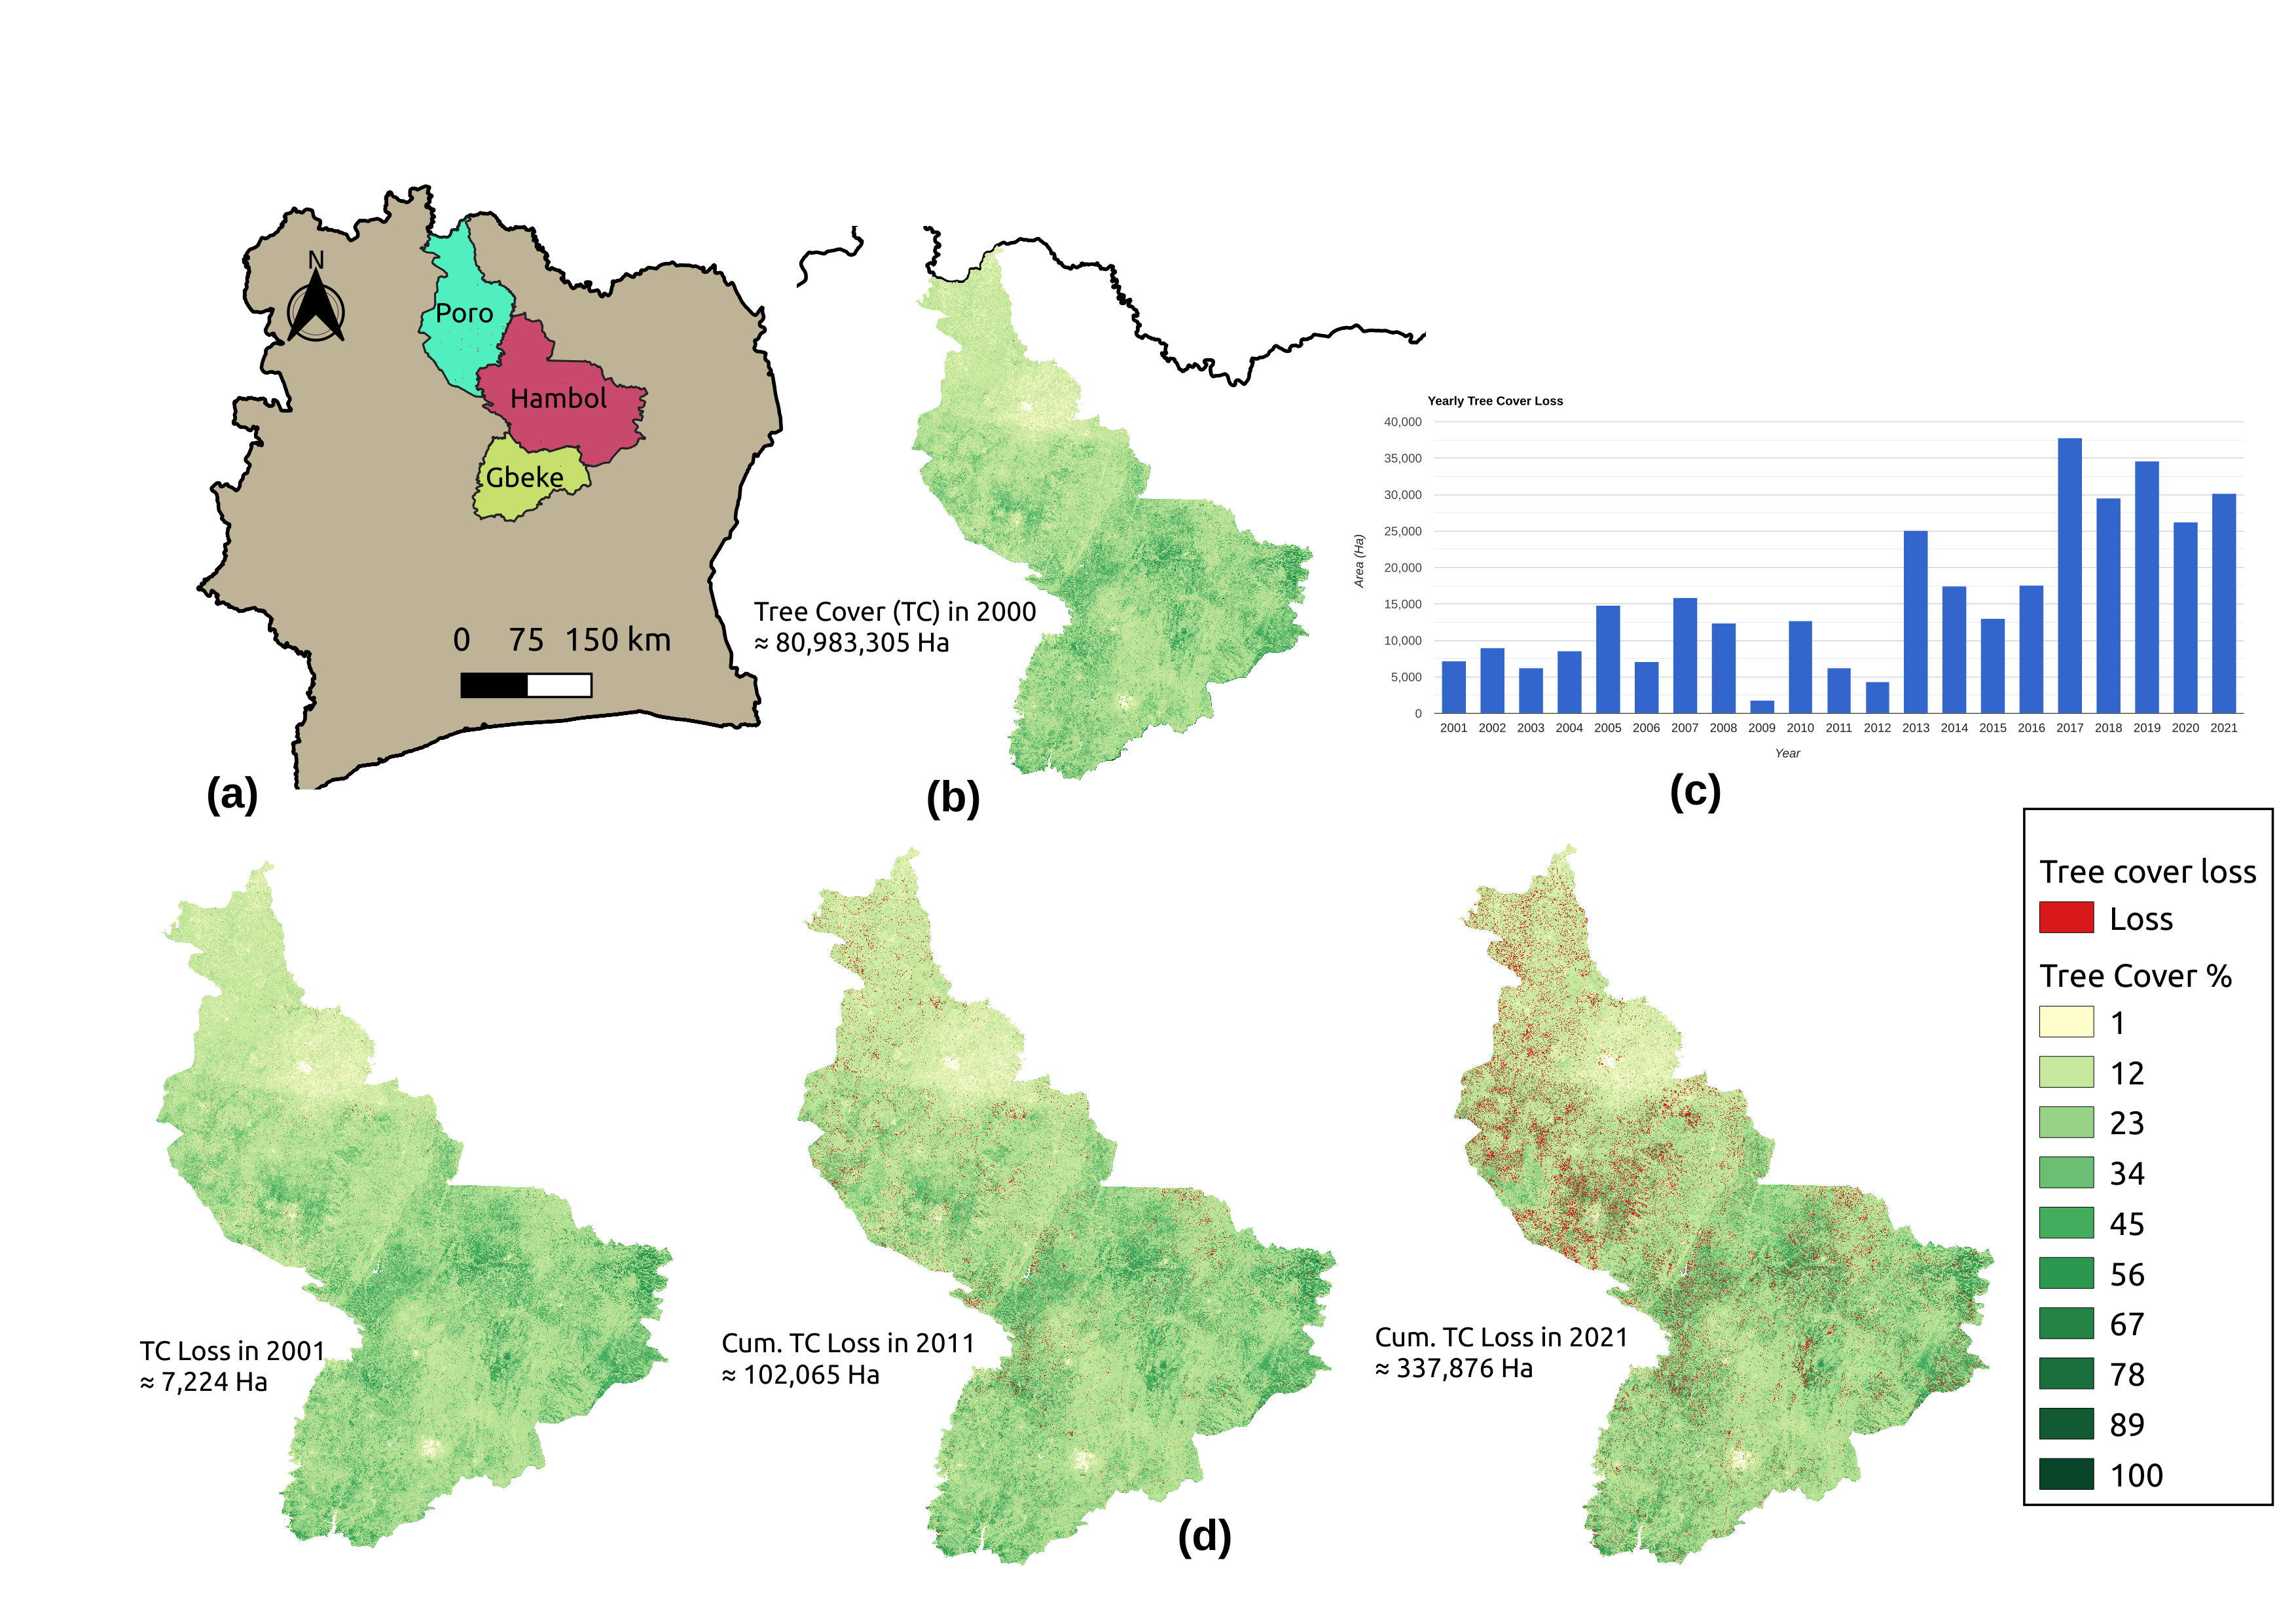 N
Poro
Hambol
Gbeke
0 75 150 km
(a)
Tree Cover (TC) in 2000
≈ 80,983,305 Ha
(b)
Yearly Tree Cover Loss
40,000
35,000
30,000
25,000
20,000
15,000
10,000
5,000
0
Area (Ha)
2001 2002 2003 2004 2005 2006 2007 2008 2009 2010 2011 2012 2013 2014 2015 2016 2017 2018 2019 2020 2021
Year
(c)
TC Loss in 2001
≈ 7,224 Ha
Cum. TC Loss in 2011
≈ 102,065 Ha
Cum. TC Loss in 2021
≈ 337,876 Ha
(d)
Tree cover loss
Loss
Tree Cover %
1
12
23
34
45
56
67
78
89
100